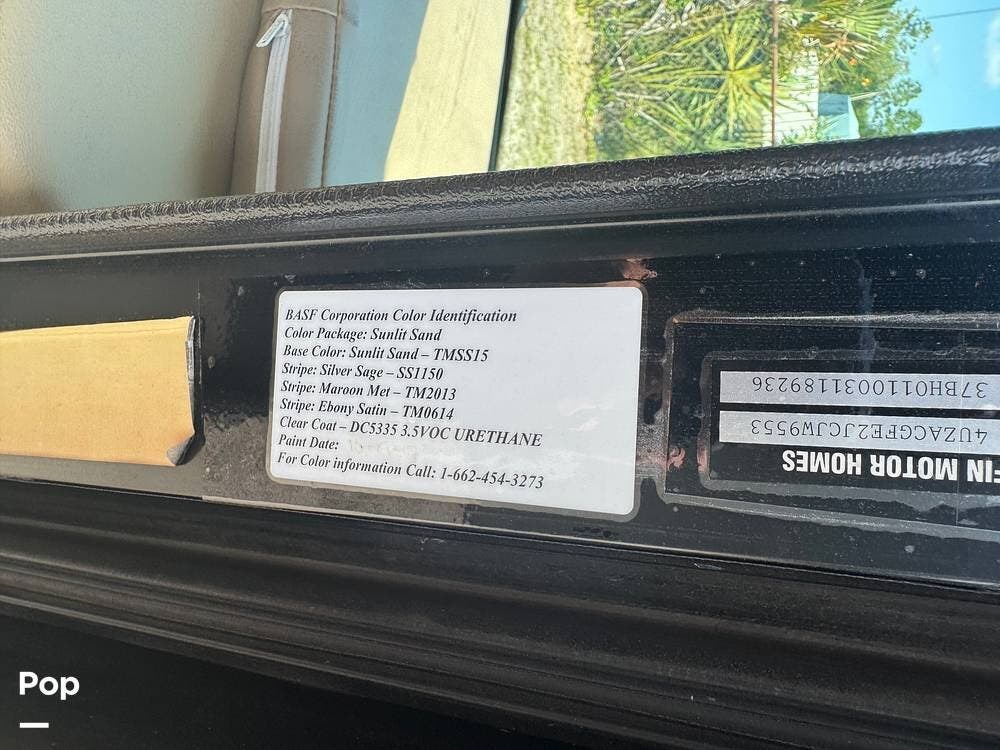 BASF Corporation Color Identification
Color Package: Sunlit Sand
Base Color: Sunlit Sand – TMSS15
Stripe: Silver Sage – SS1150
Stripe: Maroon Met – TM2013
Stripe: Ebony Satin – TM0614
Clear Coat – DC5335 3.5VOC URETHANE
Paint Date:
For Color information Call: 1-662-454-3273
FIN MOTOR HOMES
4UZACGFE2JCJW9553
37BH0110031189236
Pop